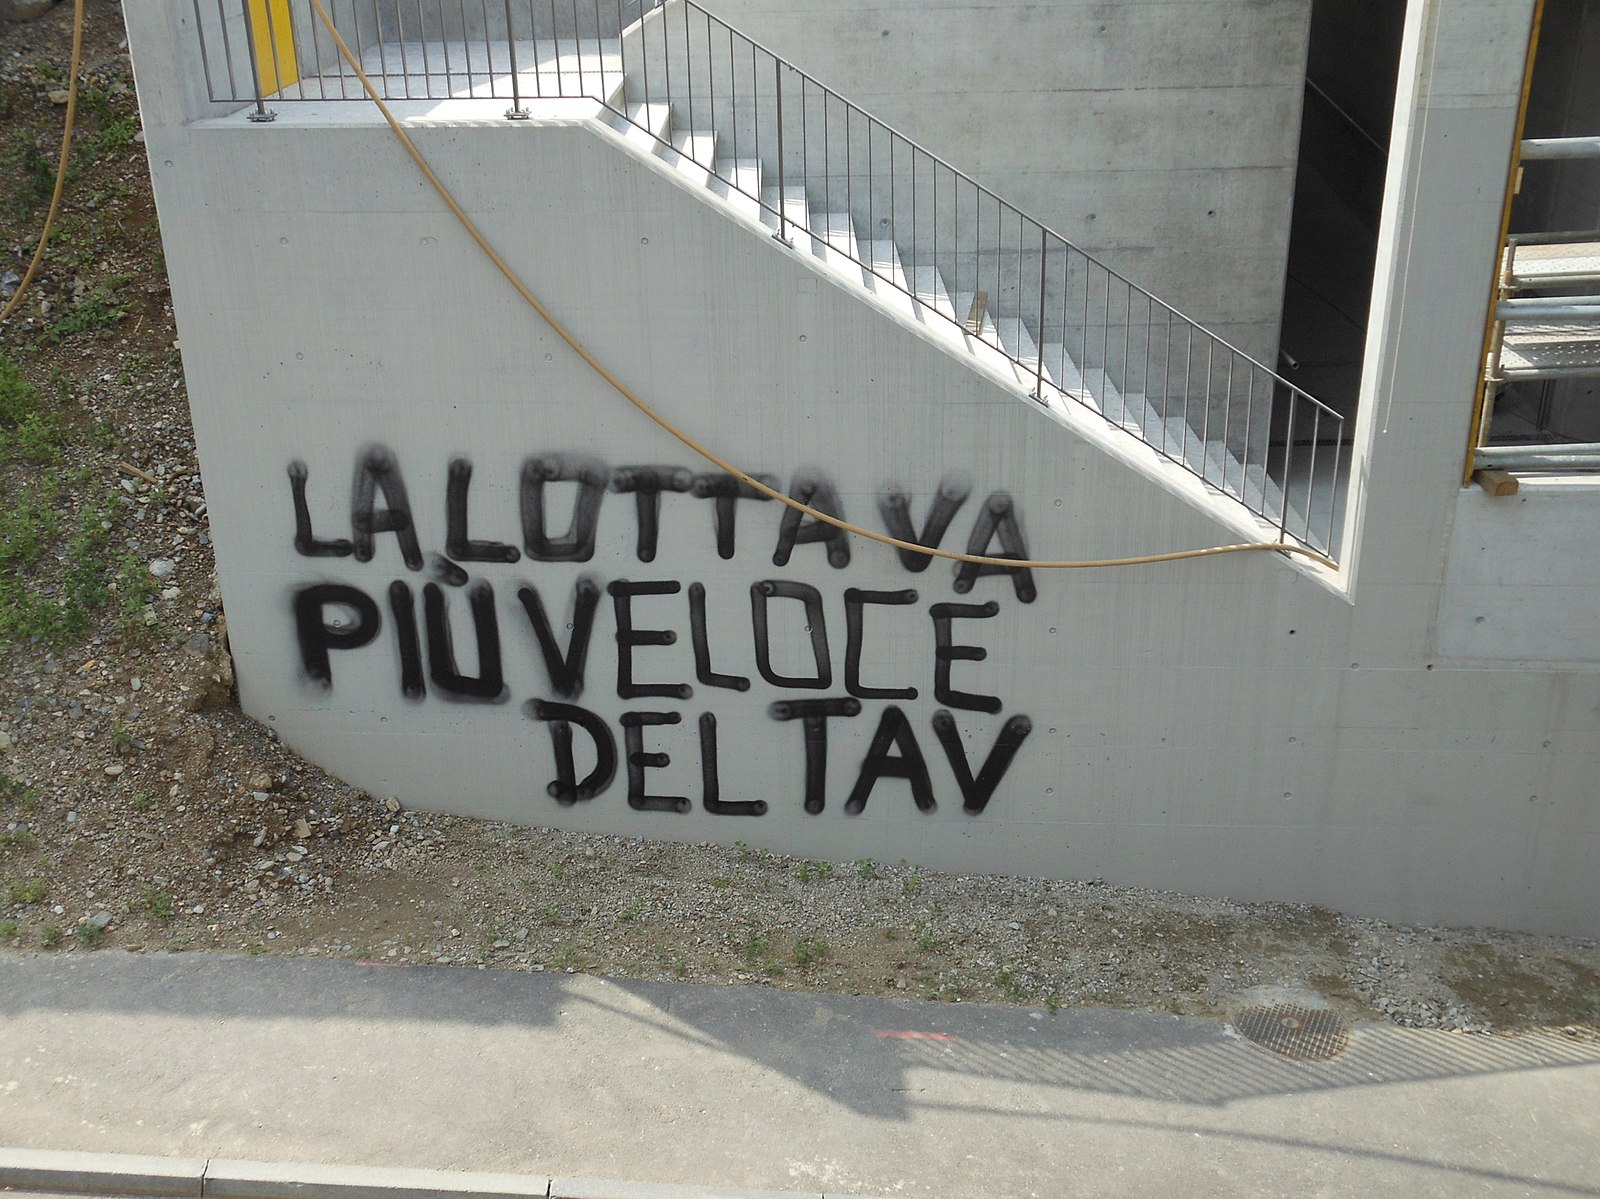 LA LOTTA VA
PIÙ VELOCE
DEL TAV